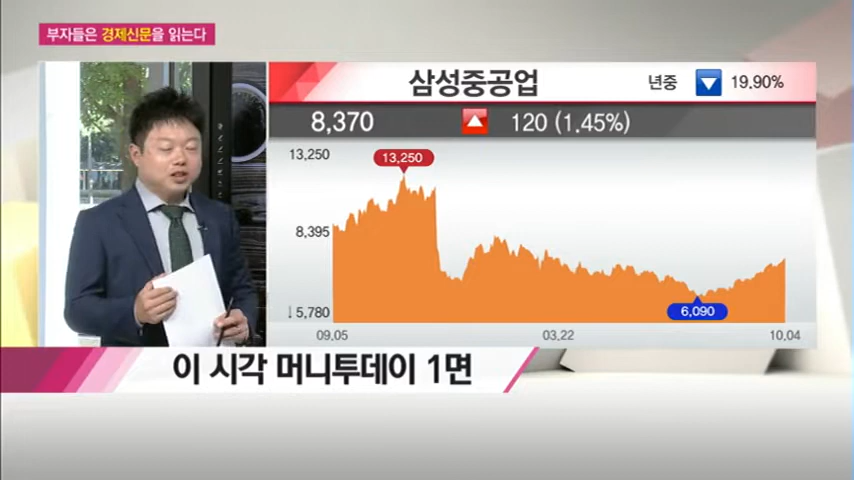 부자들은 경제신문을 읽는다
삼성중공업
년중 ▼ 19.90%
8,370 ▲ 120 (1.45%)
13,250
13,250
8,395
↓5,780
6,090
09,05 03,22 10,04
이 시각 머니투데이 1면